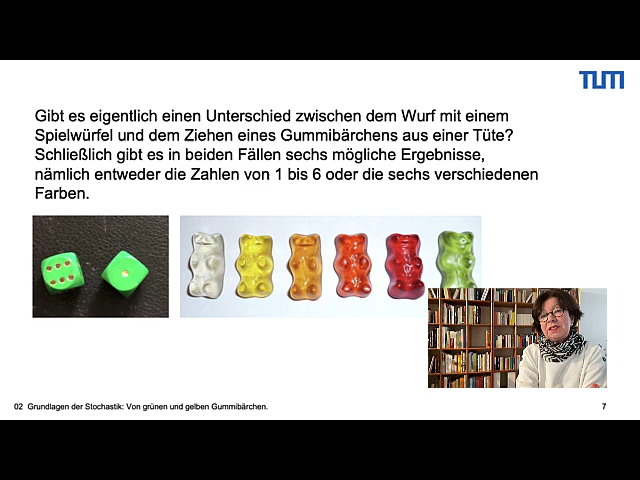 TUM
Gibt es eigentlich einen Unterschied zwischen dem Wurf mit einem
Spielwürfel und dem Ziehen eines Gummibärchens aus einer Tüte?
Schließlich gibt es in beiden Fällen sechs mögliche Ergebnisse,
nämlich entweder die Zahlen von 1 bis 6 oder die sechs verschiedenen
Farben.
02 Grundlagen der Stochastik: Von grünen und gelben Gummibärchen.
7